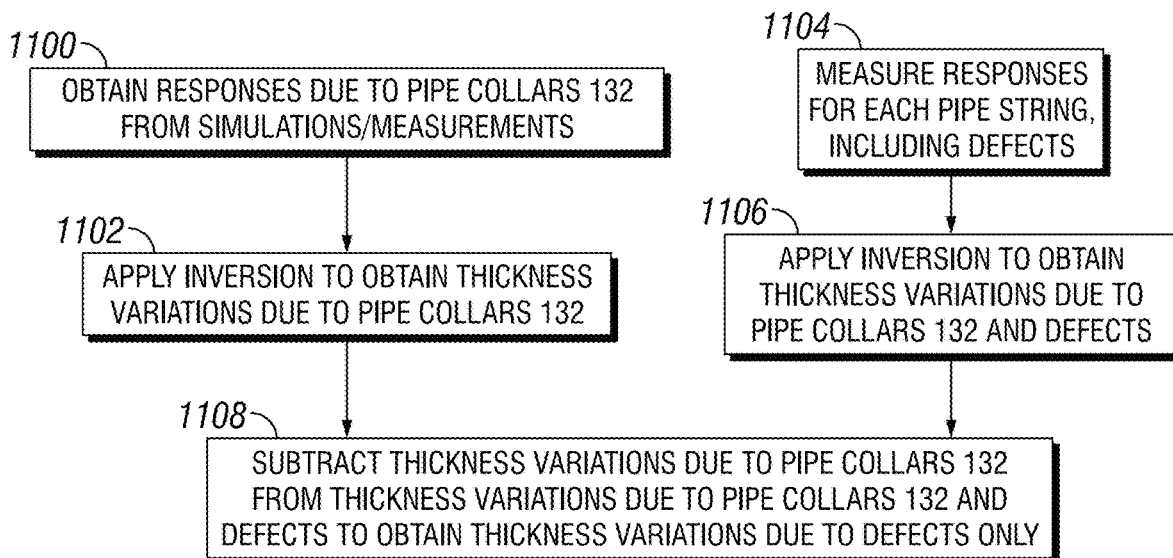 1100
OBTAIN RESPONSES DUE TO PIPE COLLARS 132
FROM SIMULATIONS/MEASUREMENTS
1102
APPLY INVERSION TO OBTAIN THICKNESS
VARIATIONS DUE TO PIPE COLLARS 132
1104
MEASURE RESPONSES
FOR EACH PIPE STRING,
INCLUDING DEFECTS
1106
APPLY INVERSION TO OBTAIN
THICKNESS VARIATIONS DUE TO
PIPE COLLARS 132 AND DEFECTS
1108
SUBTRACT THICKNESS VARIATIONS DUE TO PIPE COLLARS 132
FROM THICKNESS VARIATIONS DUE TO PIPE COLLARS 132 AND
DEFECTS TO OBTAIN THICKNESS VARIATIONS DUE TO DEFECTS ONLY